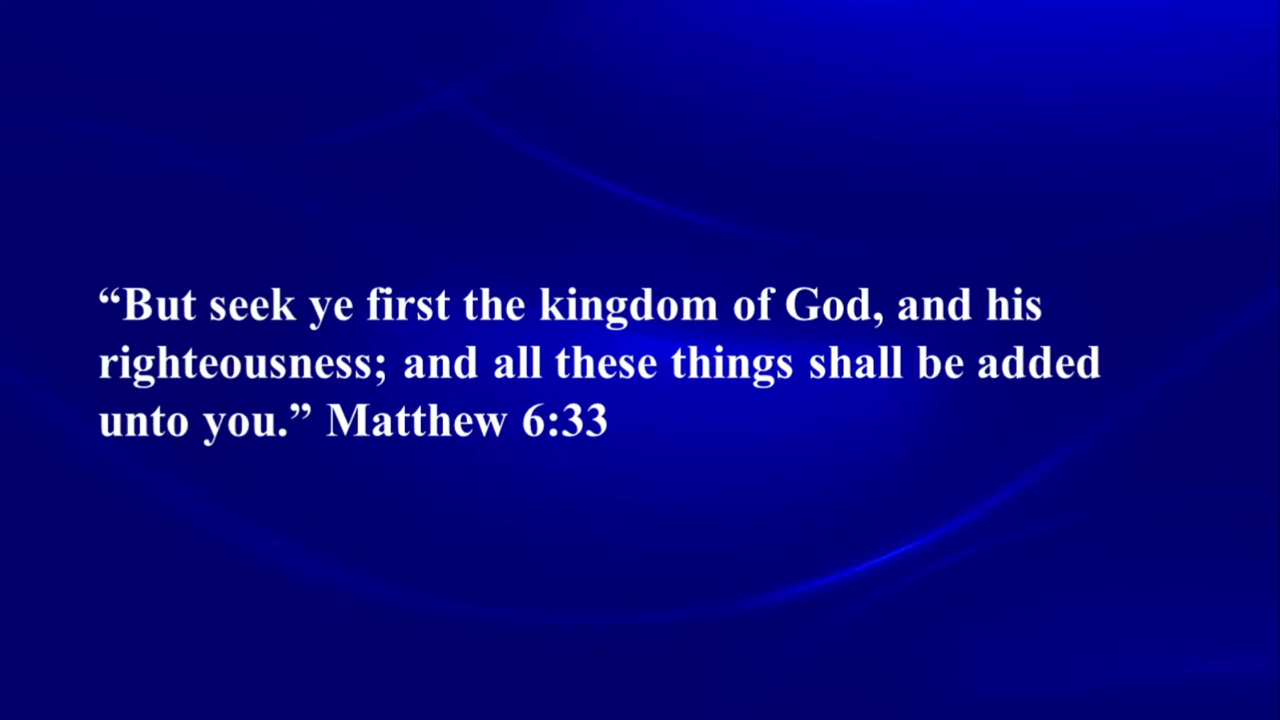 “But seek ye first the kingdom of God, and his
righteousness; and all these things shall be added
unto you.” Matthew 6:33